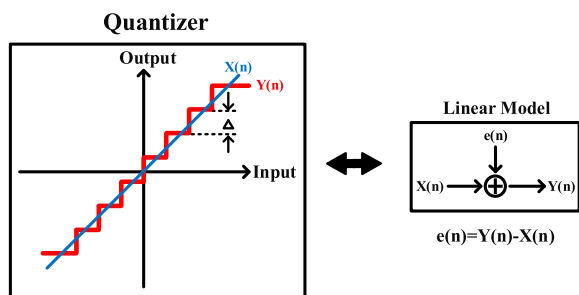 Quantizer
Output
X(n)
Y(n)
Δ
Input
Linear Model
e(n)
X(n)
Y(n)
e(n)=Y(n)-X(n)